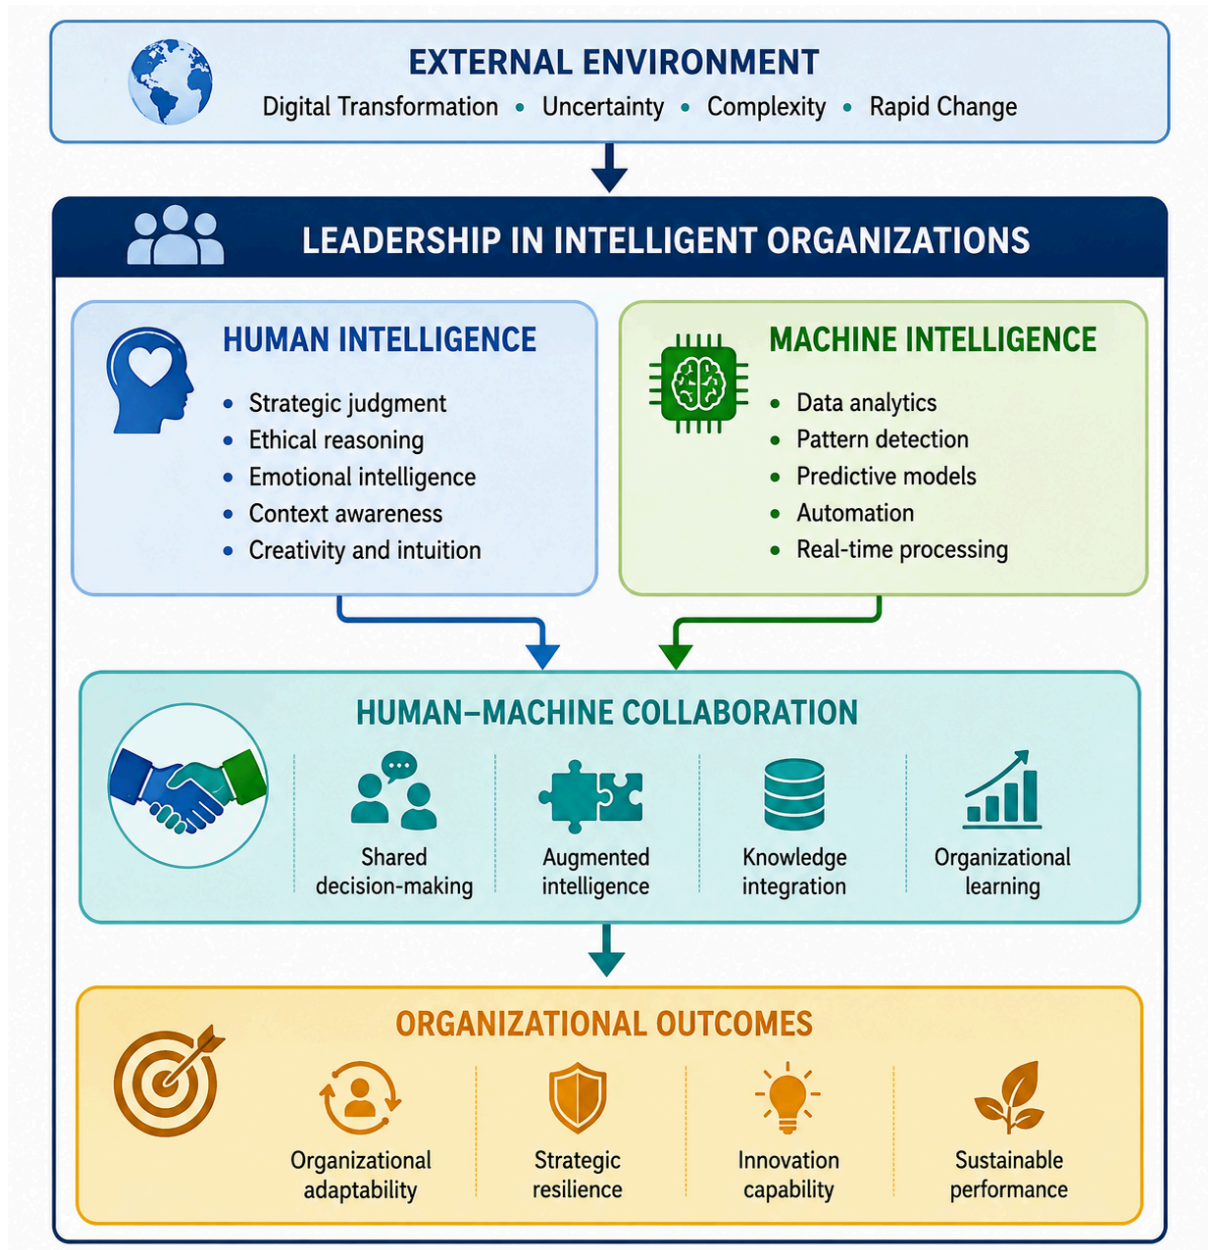 EXTERNAL ENVIRONMENT
Digital Transformation • Uncertainty • Complexity • Rapid Change
LEADERSHIP IN INTELLIGENT ORGANIZATIONS
HUMAN INTELLIGENCE
• Strategic judgment
• Ethical reasoning
• Emotional intelligence
• Context awareness
• Creativity and intuition
MACHINE INTELLIGENCE
• Data analytics
• Pattern detection
• Predictive models
• Automation
• Real-time processing
HUMAN–MACHINE COLLABORATION
Shared
decision-making
Augmented
intelligence
Knowledge
integration
Organizational
learning
ORGANIZATIONAL OUTCOMES
Organizational
adaptability
Strategic
resilience
Innovation
capability
Sustainable
performance